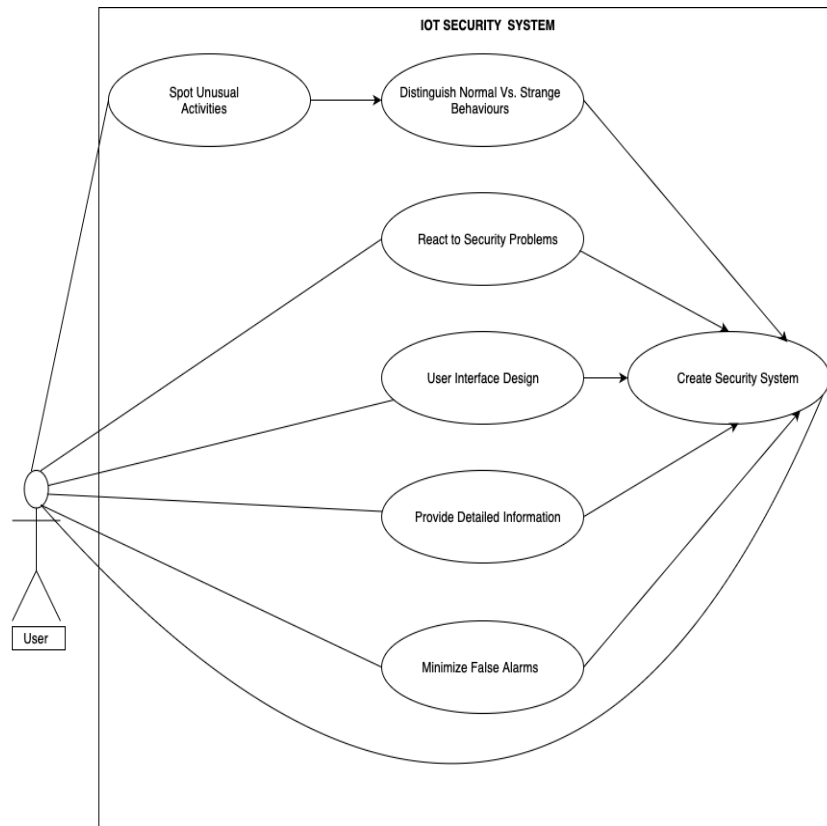 IOT SECURITY SYSTEM
Spot Unusual
Activities
Distinguish Normal Vs. Strange
Behaviours
React to Security Problems
User Interface Design
Create Security System
Provide Detailed Information
User
Minimize False Alarms